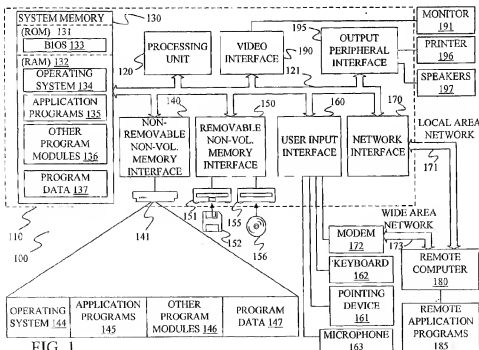 SYSTEM MEMORY 130
(ROM) 131
BIOS 133
(RAM) 132
OPERATING
SYSTEM 134
APPLICATION
PROGRAMS 135
OTHER
PROGRAM
MODULES 136
PROGRAM
DATA 137
PROCESSING
UNIT
120
VIDEO
INTERFACE
190
121
195
OUTPUT
PERIPHERAL
INTERFACE
MONITOR
191
PRINTER
196
SPEAKERS
197
140
NON-
REMOVABLE
NON-VOL.
MEMORY
INTERFACE
150
REMOVABLE
NON-VOL.
MEMORY
INTERFACE
160
USER INPUT
INTERFACE
170
NETWORK
INTERFACE
LOCAL AREA
NETWORK
171
110
100
141
151
152
155
156
WIDE AREA
NETWORK
173
MODEM
172
KEYBOARD
162
POINTING
DEVICE
161
MICROPHONE
163
REMOTE
COMPUTER
180
REMOTE
APPLICATION
PROGRAMS
185
OPERATING
SYSTEM 144
APPLICATION
PROGRAMS
145
OTHER
PROGRAM
MODULES 146
PROGRAM
DATA 147
FIG. 1